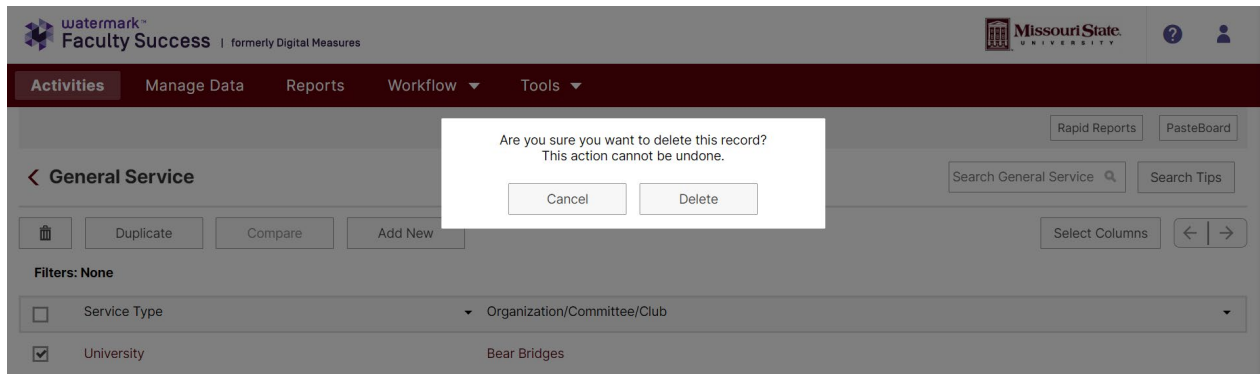 watermark™
Faculty Success | formerly Digital Measures
Missouri State.
UNIVERSITY
Activities Manage Data Reports Workflow Tools
Rapid Reports PasteBoard
Are you sure you want to delete this record?
This action cannot be undone.
Cancel Delete
General Service
Search General Service Search Tips
Duplicate Compare Add New Select Columns
Filters: None
Service Type Organization/Committee/Club
University Bear Bridges